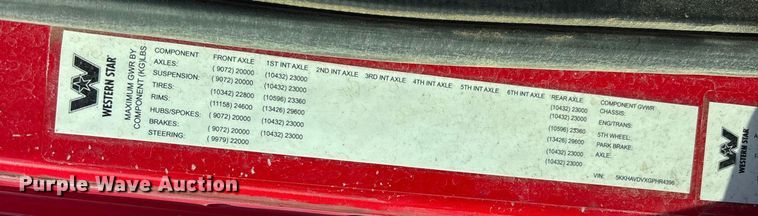 WESTERN STAR
MAXIMUM GWR BY
COMPONENT (KG)LBS
COMPONENT FRONT AXLE 1ST INT AXLE 2ND INT AXLE 3RD INT AXLE 4TH INT AXLE 5TH INT AXLE 6TH INT AXLE REAR AXLE COMPONENT GVWR:
AXLES: ( 9072) 20000 (10432) 23000 (10432) 23000 CHASSIS:
SUSPENSION: ( 9072) 20000 (10432) 23000 (10432) 23000 ENG/TRANS:
TIRES: (10342) 22800 (10596) 23360 (10596) 23360 5TH WHEEL:
RIMS: (11158) 24600 (13426) 29600 (13426) 29600 PARK BRAKE:
HUBS/SPOKES: ( 9072) 20000 (10432) 23000 (10432) 23000 AXLE:
BRAKES: ( 9072) 20000 (10432) 23000 (10432) 23000
STEERING: ( 9979) 22000
VIN: 5KKHAVDVXGPHR4396
WESTERN STAR
Purple Wave Auction